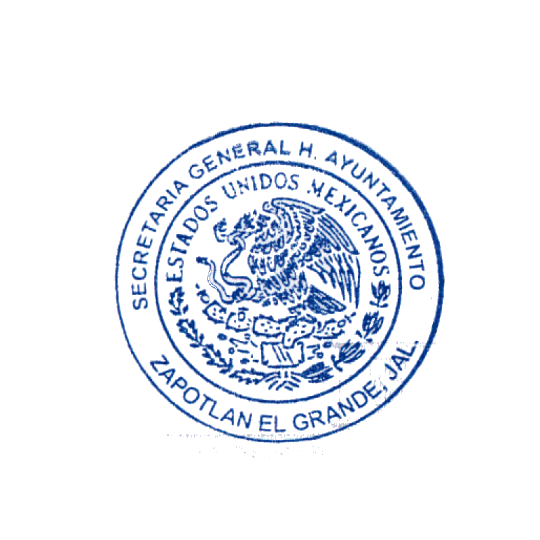 SECRETARIA GENERAL H. AYUNTAMIENTO
ESTADOS UNIDOS MEXICANOS
ZAPOTLAN EL GRANDE, JAL.